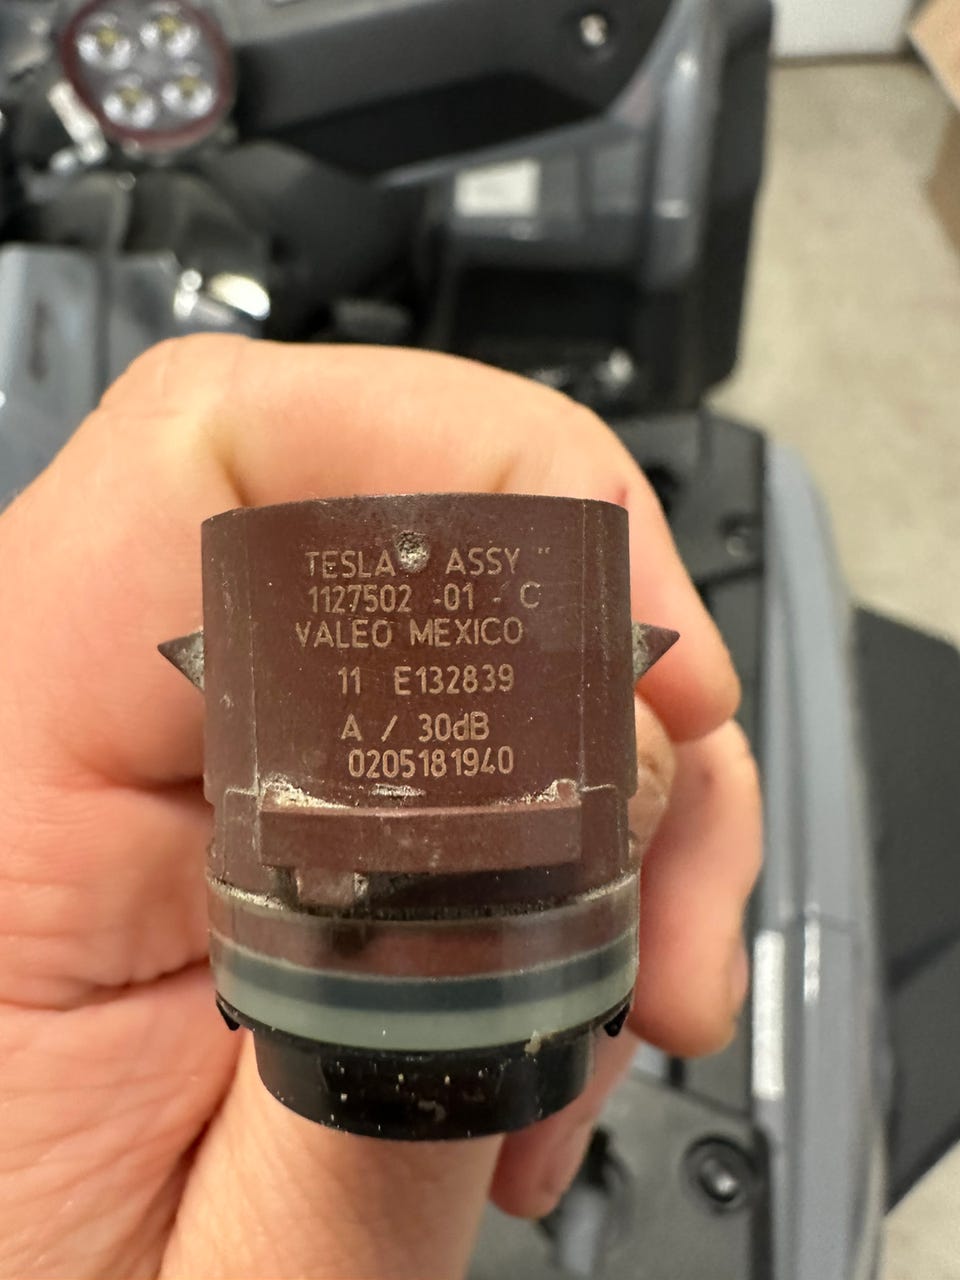 TESLA ASSY "
1127502 -01 - C
VALEO MEXICO
11 E132839
A / 30dB
0205181940